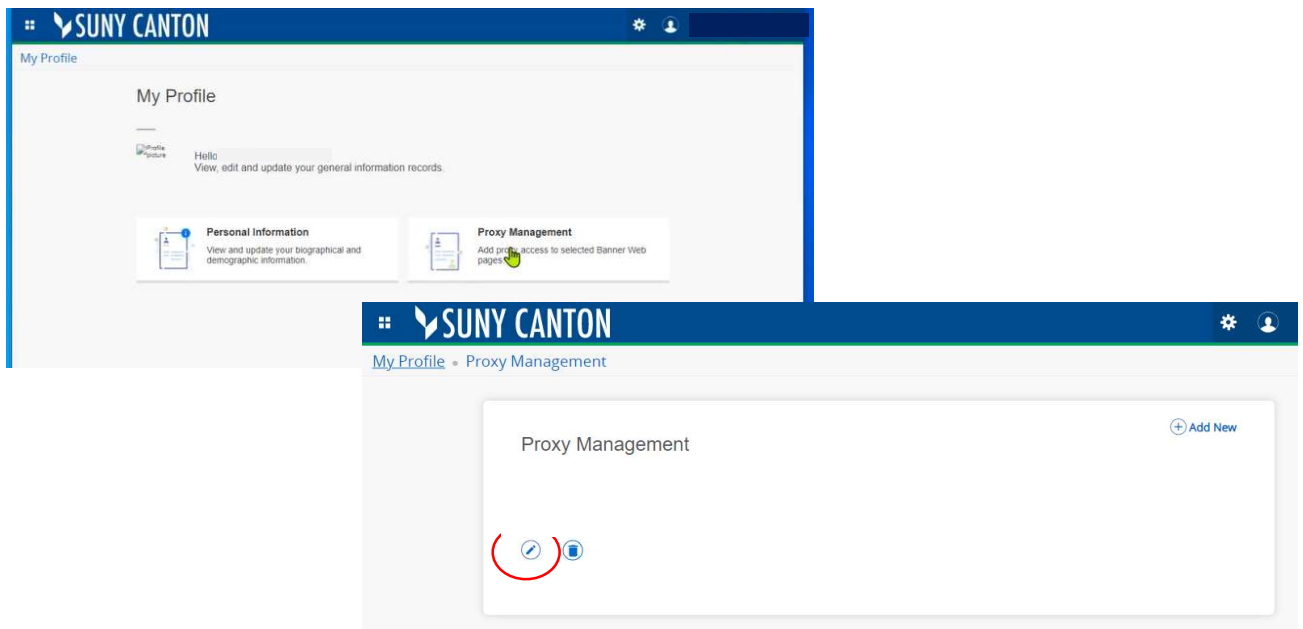 SUNY CANTON
My Profile
My Profile
Profile picture
Hello
View, edit and update your general information records.
Personal Information
View and update your biographical and
demographic information.
Proxy Management
Add proxy access to selected Banner Web
pages
SUNY CANTON
My Profile • Proxy Management
Add New
Proxy Management